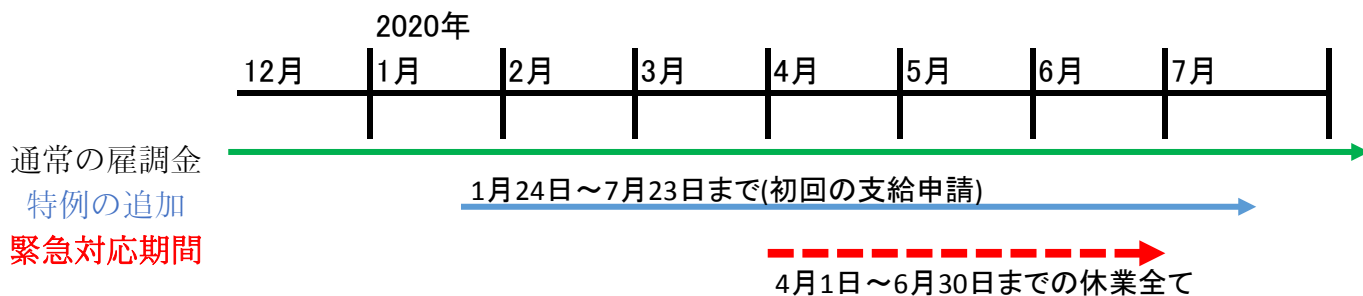 2020年
12月 1月 2月 3月 4月 5月 6月 7月
通常の雇調金
特例の追加
1月24日～7月23日まで(初回の支給申請)
緊急対応期間
4月1日～6月30日までの休業全て